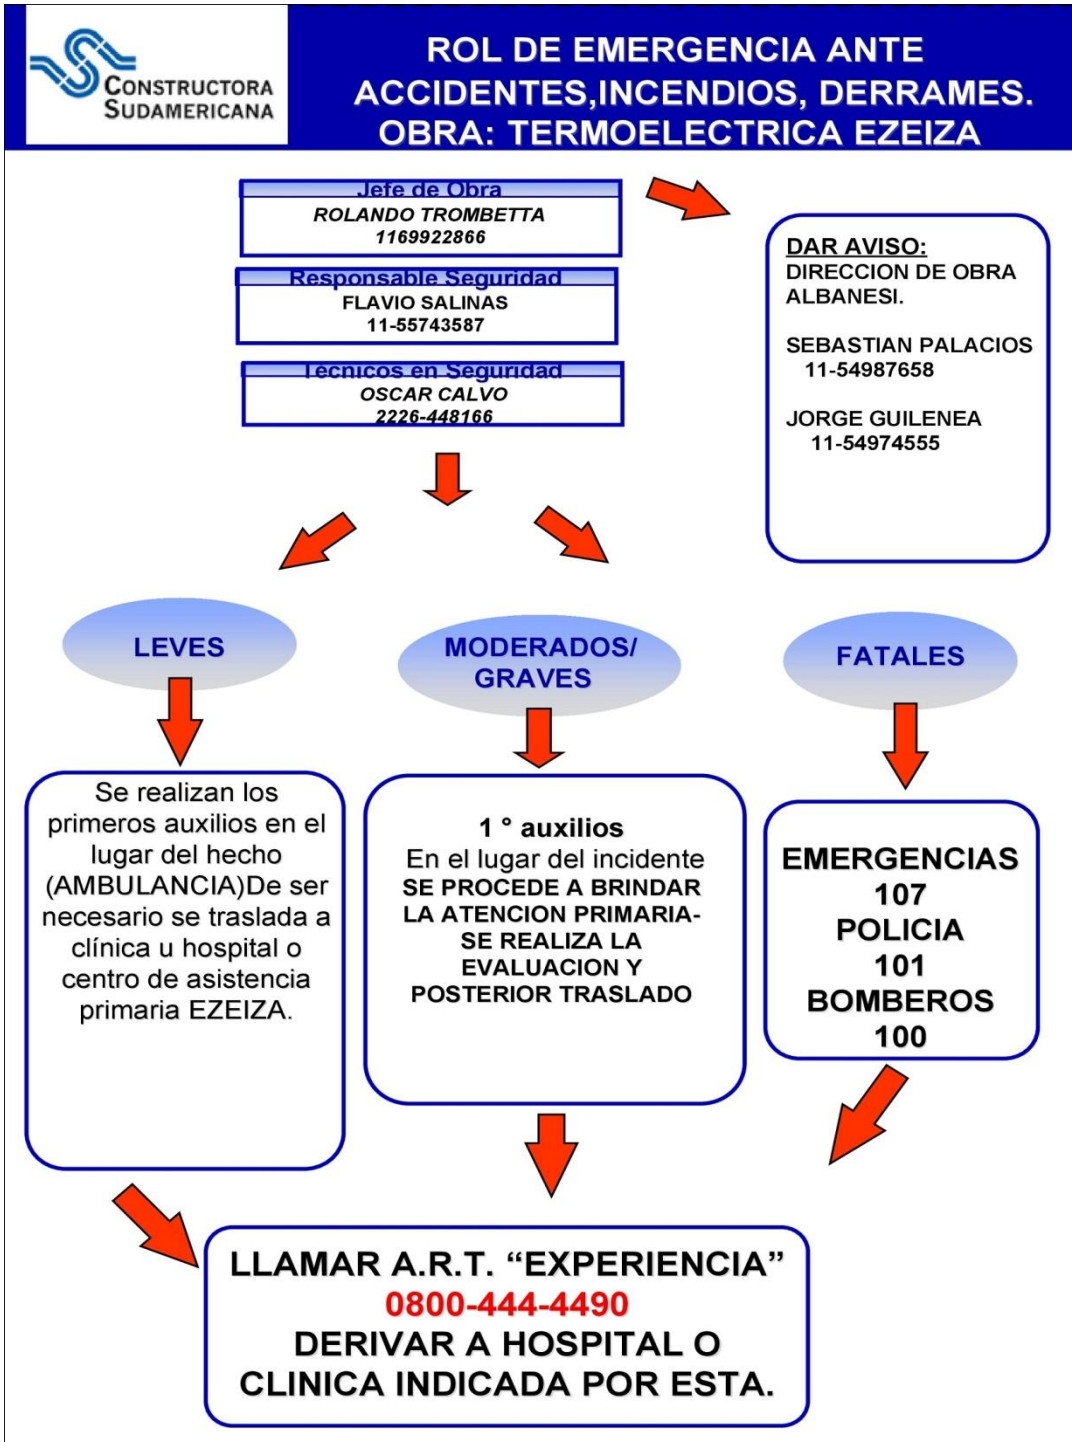 CONSTRUCTORA
SUDAMERICANA
ROL DE EMERGENCIA ANTE
ACCIDENTES,INCENDIOS, DERRAMES.
OBRA: TERMOELECTRICA EZEIZA
Jefe de Obra
ROLANDO TROMBETTA
1169922866
Responsable Seguridad
FLAVIO SALINAS
11-55743587
Técnicos en Seguridad
OSCAR CALVO
2226-448166
DAR AVISO:
DIRECCION DE OBRA
ALBANESI.
SEBASTIAN PALACIOS
11-54987658
JORGE GUILENEA
11-54974555
LEVES
Se realizan los
primeros auxilios en el
lugar del hecho
(AMBULANCIA)De ser
necesario se traslada a
clínica u hospital o
centro de asistencia
primaria EZEIZA.
MODERADOS/
GRAVES
1 ° auxilios
En el lugar del incidente
SE PROCEDE A BRINDAR
LA ATENCION PRIMARIA-
SE REALIZA LA
EVALUACION Y
POSTERIOR TRASLADO
FATALES
EMERGENCIAS
107
POLICIA
101
BOMBEROS
100
LLAMAR A.R.T. “EXPERIENCIA”
0800-444-4490
DERIVAR A HOSPITAL O
CLINICA INDICADA POR ESTA.